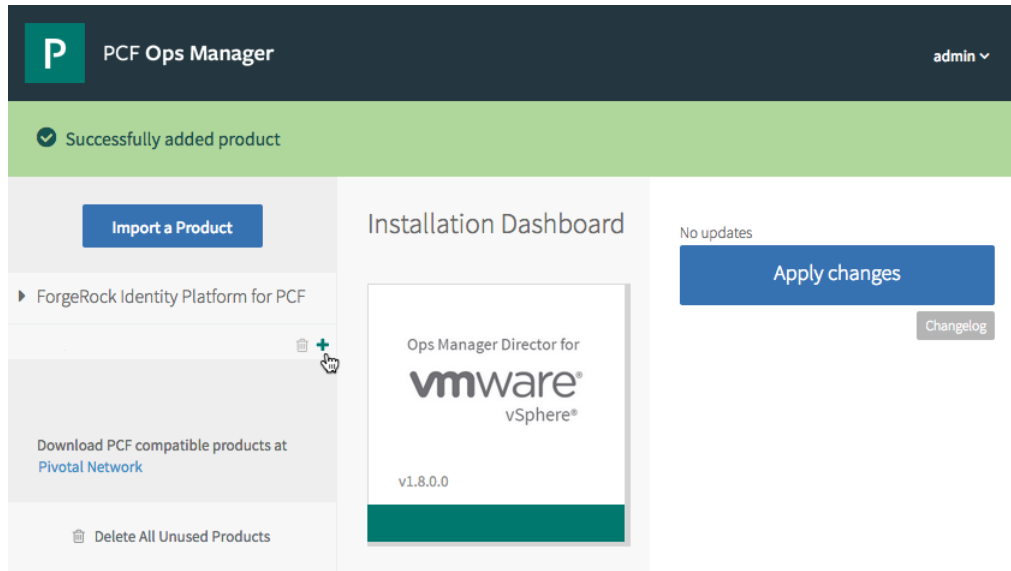 P
PCF Ops Manager
admin
Successfully added product
Import a Product
ForgeRock Identity Platform for PCF
Download PCF compatible products at
Pivotal Network
Delete All Unused Products
Installation Dashboard
Ops Manager Director for
vmware®
vSphere®
v1.8.0.0
No updates
Apply changes
Changelog